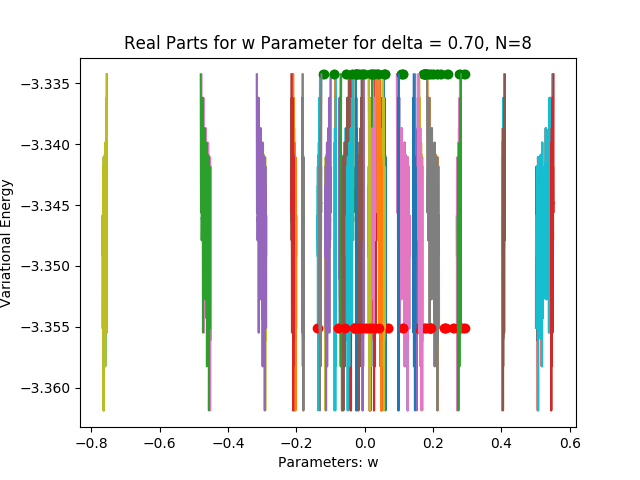 Real Parts for w Parameter for delta = 0.70, N=8
Variational Energy
−3.335
−3.340
−3.345
−3.350
−3.355
−3.360
−0.8 −0.6 −0.4 −0.2 0.0 0.2 0.4 0.6
Parameters: w